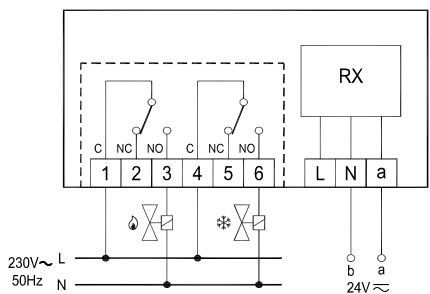 RX
C NC NO C NC NO
1 2 3 4 5 6 L N a
230V~ L
50Hz N
b a
24V ⎓